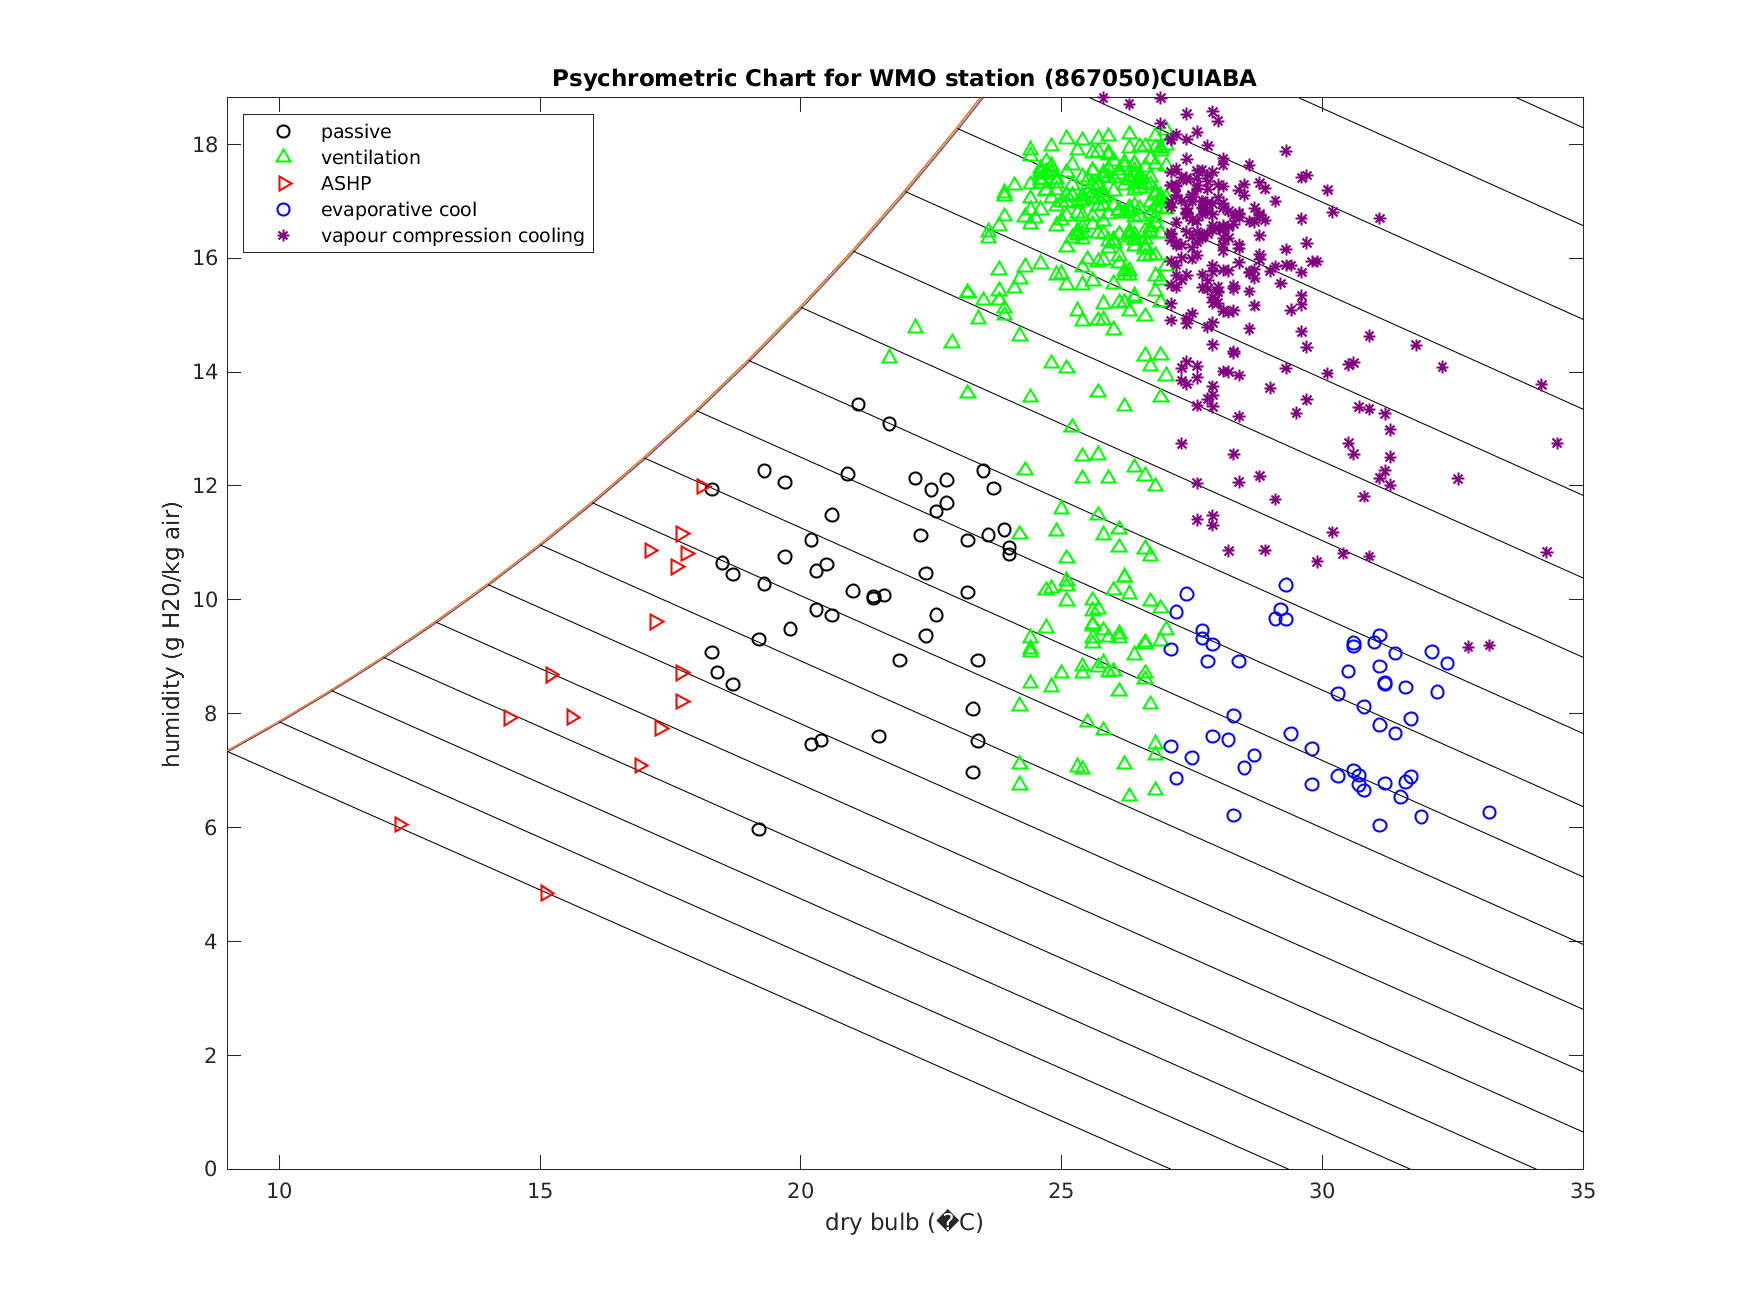 Psychrometric Chart for WMO station (867050)CUIABA
passive
ventilation
ASHP
evaporative cool
vapour compression cooling
humidity (g H20/kg air)
18
16
14
12
10
8
6
4
2
0
10 15 20 25 30 35
dry bulb (�C)